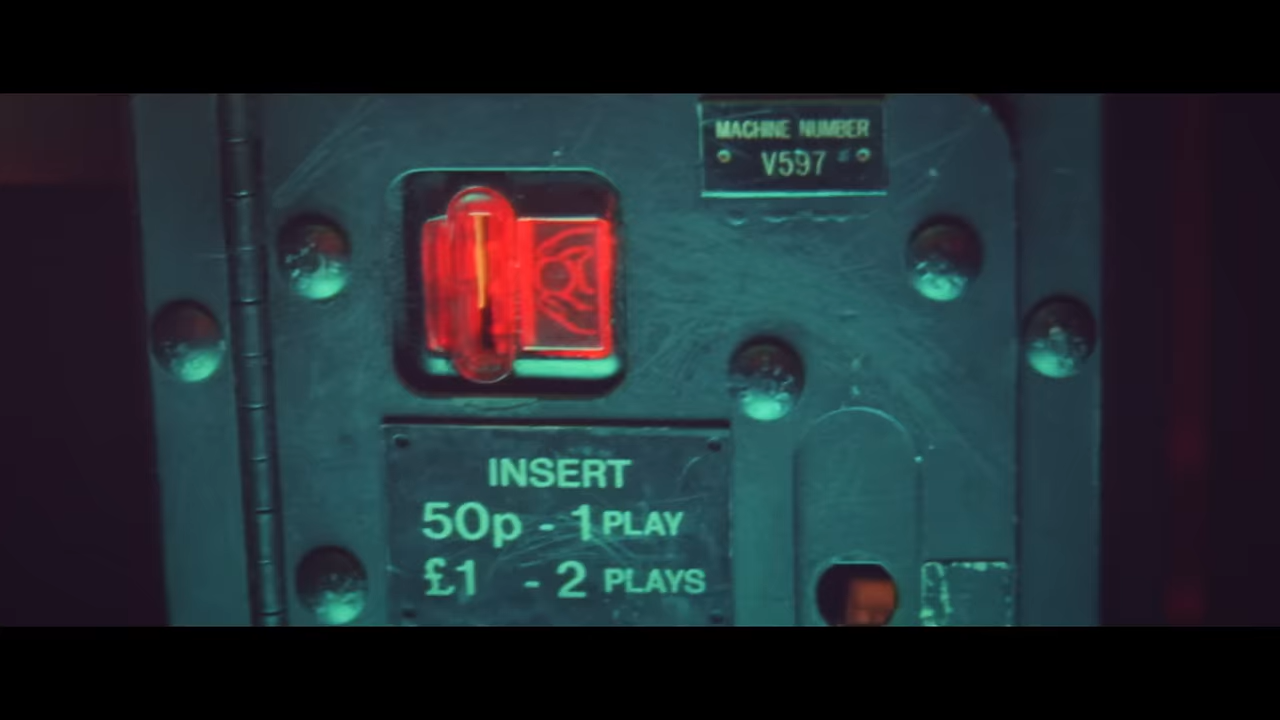 MACHINE NUMBER
V597
INSERT
50p - 1 PLAY
£1 - 2 PLAYS